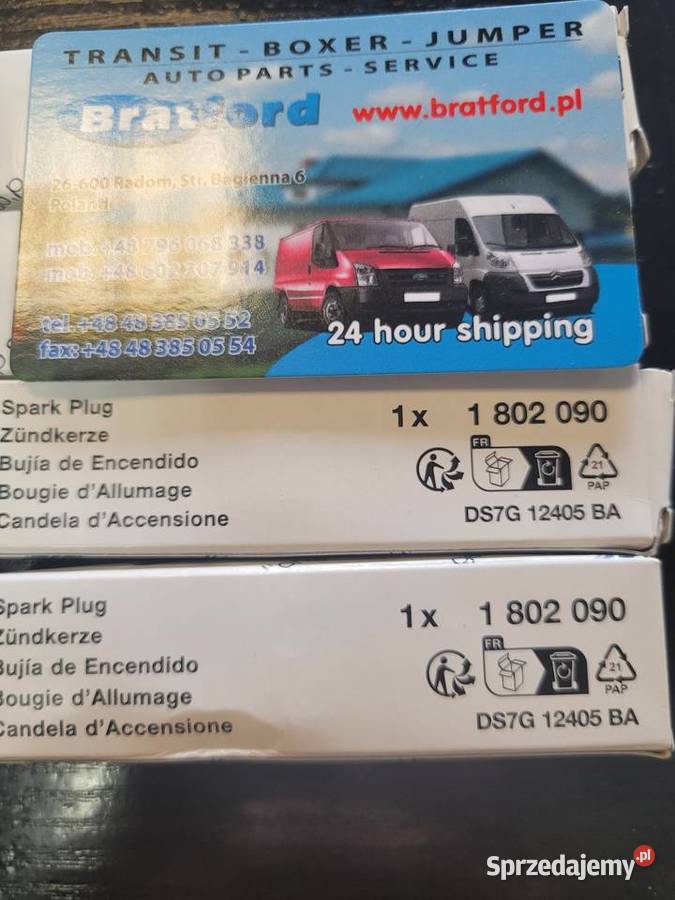 TRANSIT - BOXER - JUMPER
AUTO PARTS - SERVICE
Bratford
www.bratford.pl
26-600 Radom, Str. Bagienna 6
Poland
mob. +48 796 068 338
mob. +48 602 307 914
tel. +48 48 385 05 52
fax: +48 48 385 05 54
24 hour shipping
Spark Plug
1x 1 802 090
Zündkerze
Bujía de Encendido
Bougie d'Allumage
Candela d'Accensione
FR
21
PAP
DS7G 12405 BA
Spark Plug
1x 1 802 090
Zündkerze
Bujía de Encendido
Bougie d'Allumage
Candela d'Accensione
FR
21
PAP
DS7G 12405 BA
Sprzedajemy.pl